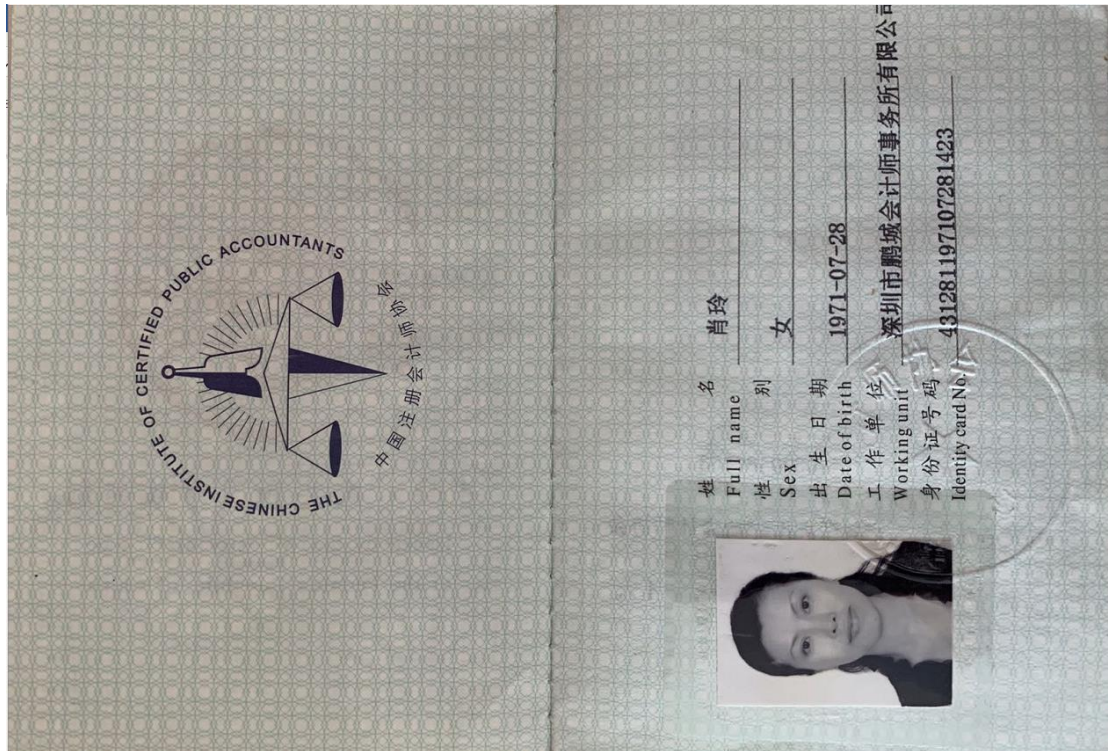 THE CHINESE INSTITUTE OF CERTIFIED PUBLIC ACCOUNTANTS
中国注册会计师协会
姓名 肖玲
Full name
性别 女
Sex
出生日期 1971-07-28
Date of birth
工作单位 深圳市鹏城会计师事务所有限公司
Working unit
身份证号码 431281197107281423
Identity card No.